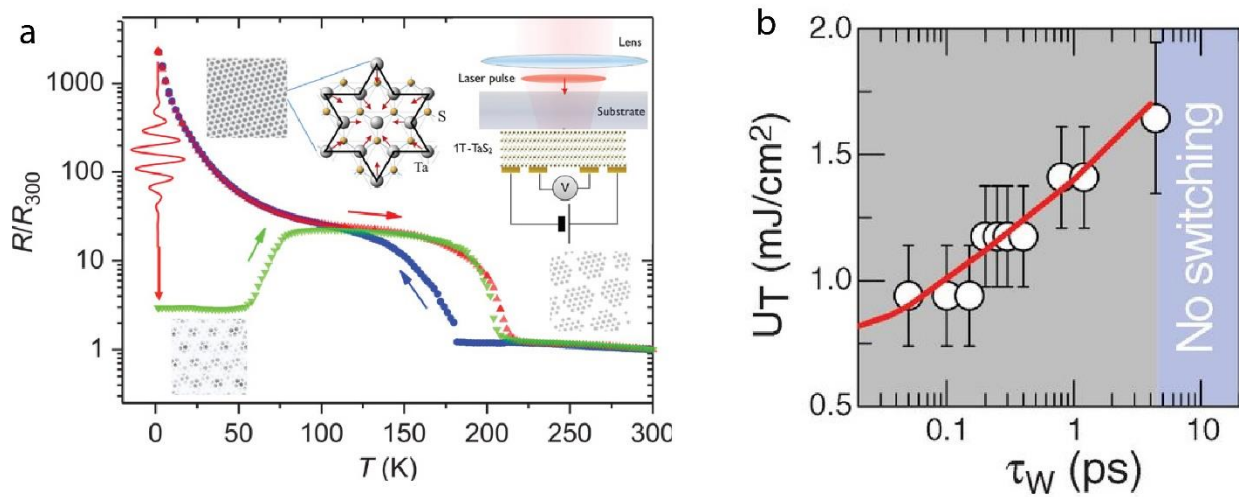 a
1000
100
10
1
R/R300
0
50
100
150
200
250
300
T (K)
S
Ta
Lens
Laser pulse
Substrate
1T-TaS2
V
b
2.0
1.5
1.0
0.5
UT (mJ/cm²)
No switching
0.1
1
10
τW (ps)